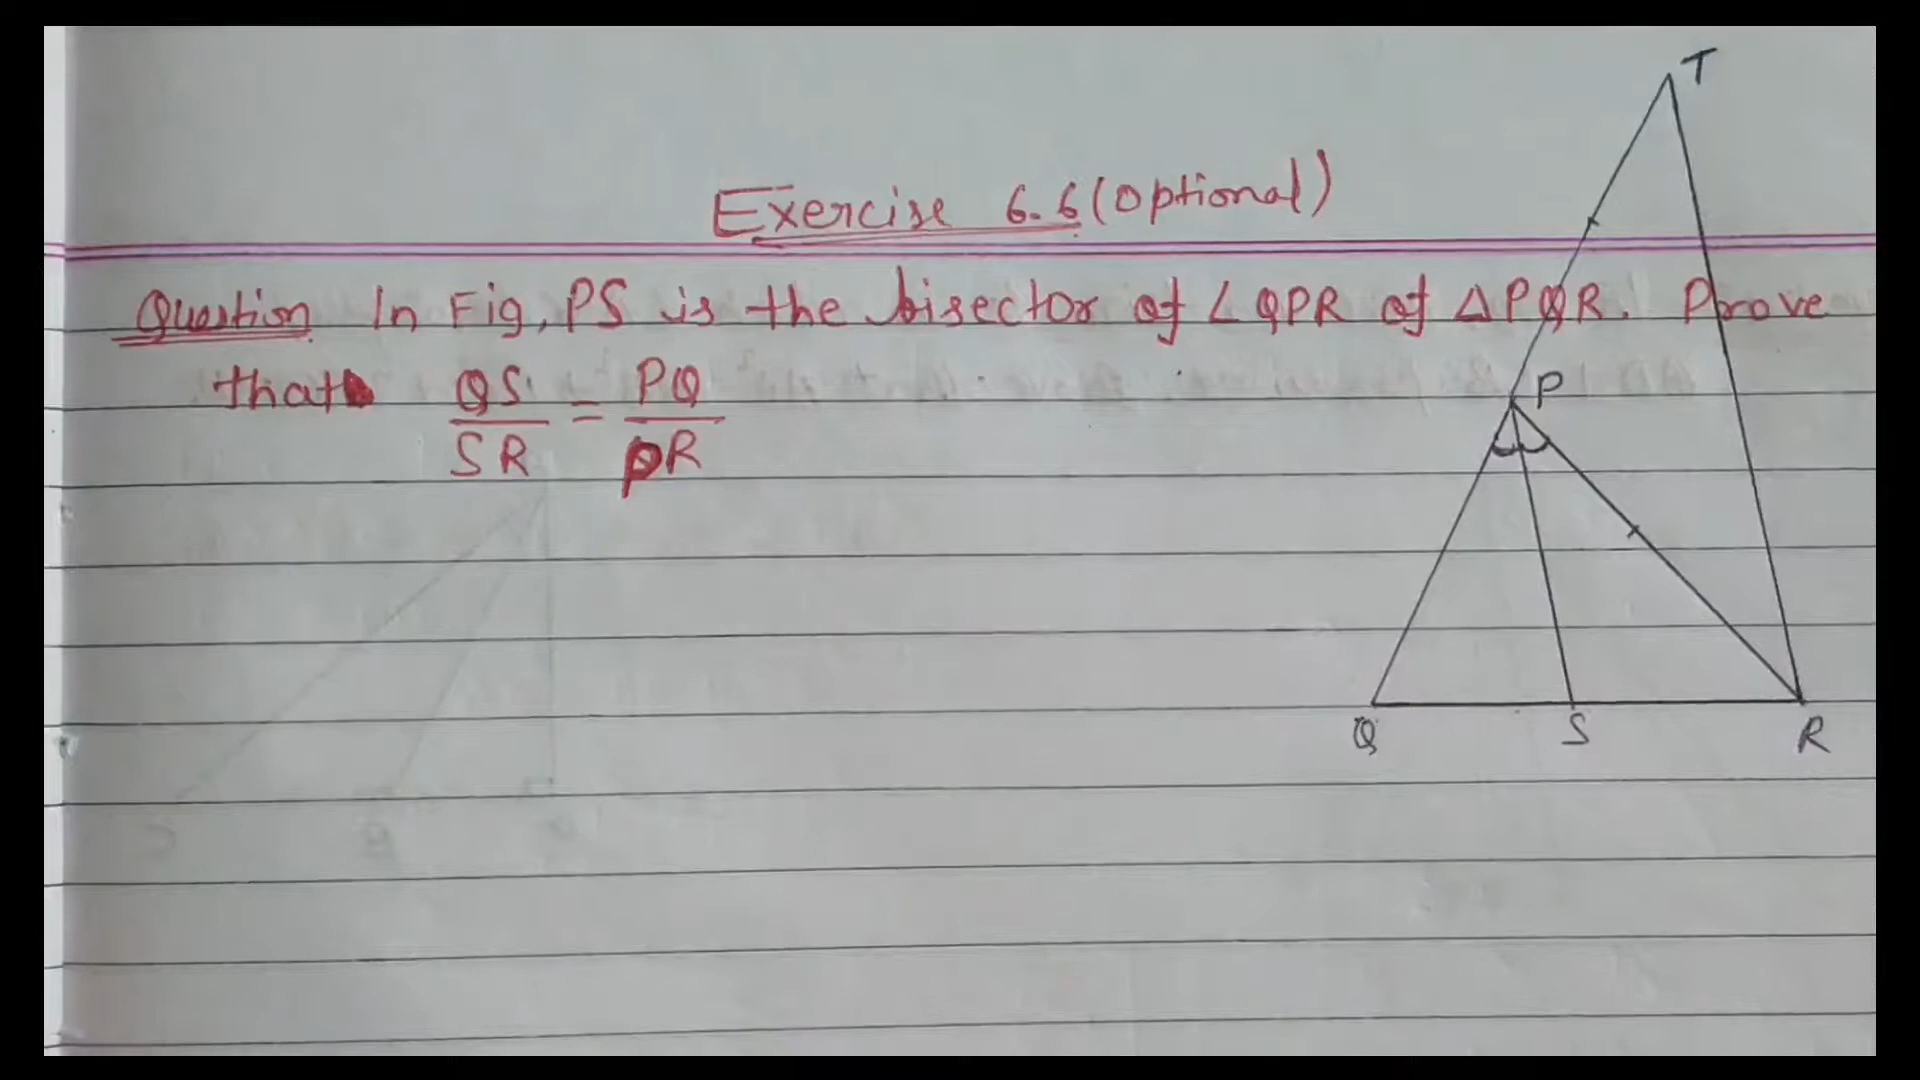 T
Exercise 6.6 (Optional)
Question In Fig, PS is the bisector of ∠QPR of △PQR. Prove
that QS/SR = PQ/PR
P
Q S R